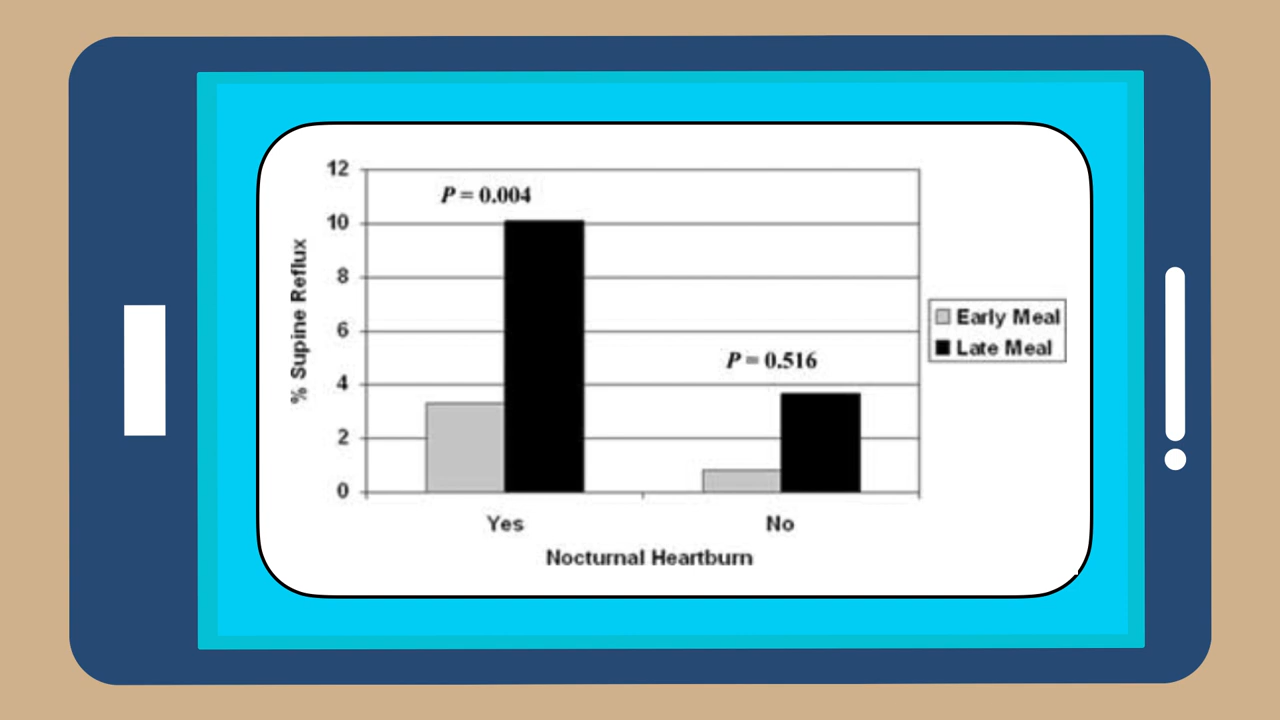 12
P = 0.004
10
8
6
P = 0.516
4
2
0
% Supine Reflux
Early Meal
Late Meal
Yes
No
Nocturnal Heartburn